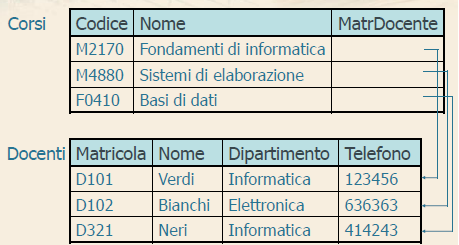 Corsi Codice Nome MatrDocente
M2170 Fondamenti di informatica
M4880 Sistemi di elaborazione
F0410 Basi di dati
Docenti Matricola Nome Dipartimento Telefono
D101 Verdi Informatica 123456
D102 Bianchi Elettronica 636363
D321 Neri Informatica 414243